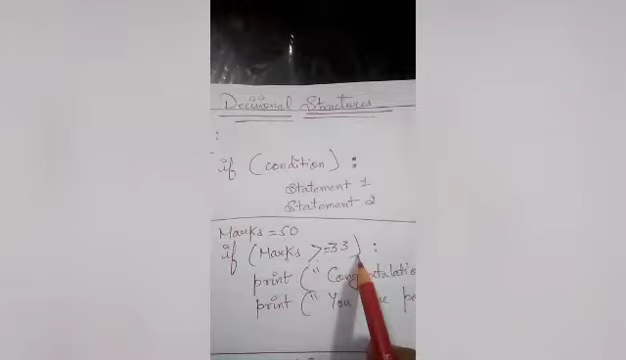 Decisional Structures
:
if (condition) :
Statement 1
Statement 2
Marks = 50
if (Marks >=33) :
print ("
print (" You